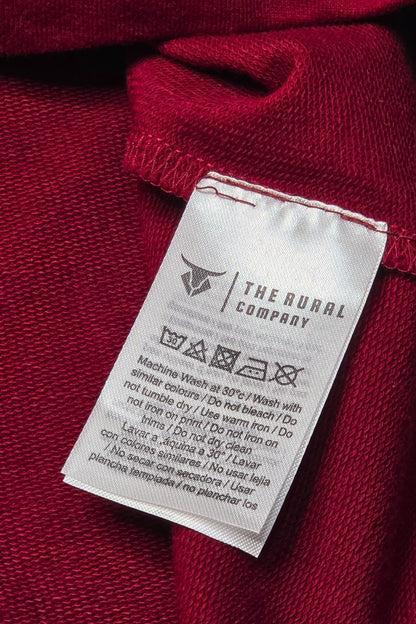 THE RURAL
COMPANY
30
Machine Wash at 30°c / Wash with
similar colours / Do not bleach / Do
not tumble dry / Use warm iron / Do
not iron on print / Do not iron on
trims / Do not dry clean
Lavar a ,áquina a 30° / Lavar
con colores similares / No usar lejia
/ No secar con secadora / Usar
plancha templada / no planchar los